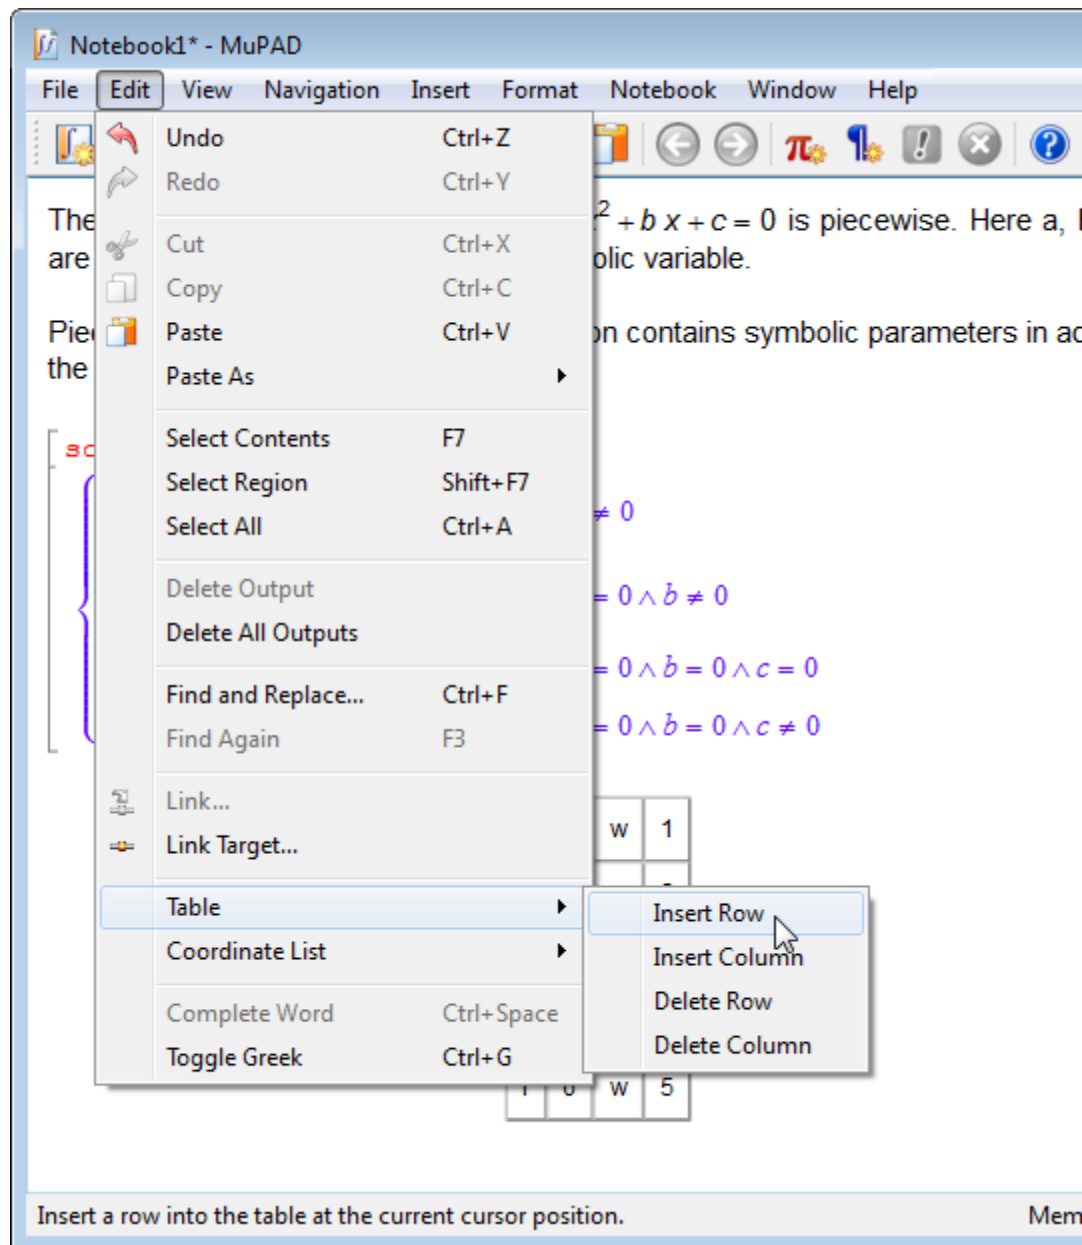 Notebook1* - MuPAD
File Edit View Navigation Insert Format Notebook Window Help
Undo Ctrl+Z
Redo Ctrl+Y
The x² + b x + c = 0 is piecewise. Here a,
are olic variable.
Cut Ctrl+X
Copy Ctrl+C
Paste Ctrl+V
on contains symbolic parameters in
the
Paste As
Select Contents F7
Select Region Shift+F7
Select All Ctrl+A
≠ 0
Delete Output
= 0 ∧ b ≠ 0
Delete All Outputs
= 0 ∧ b = 0 ∧ c = 0
Find and Replace... Ctrl+F
= 0 ∧ b = 0 ∧ c ≠ 0
Find Again F3
Link...
w 1
Link Target...
Table
Insert Row
Coordinate List
Insert Column
Delete Row
Complete Word Ctrl+Space
Delete Column
Toggle Greek Ctrl+G
r o w 5
Insert a row into the table at the current cursor position. Mem